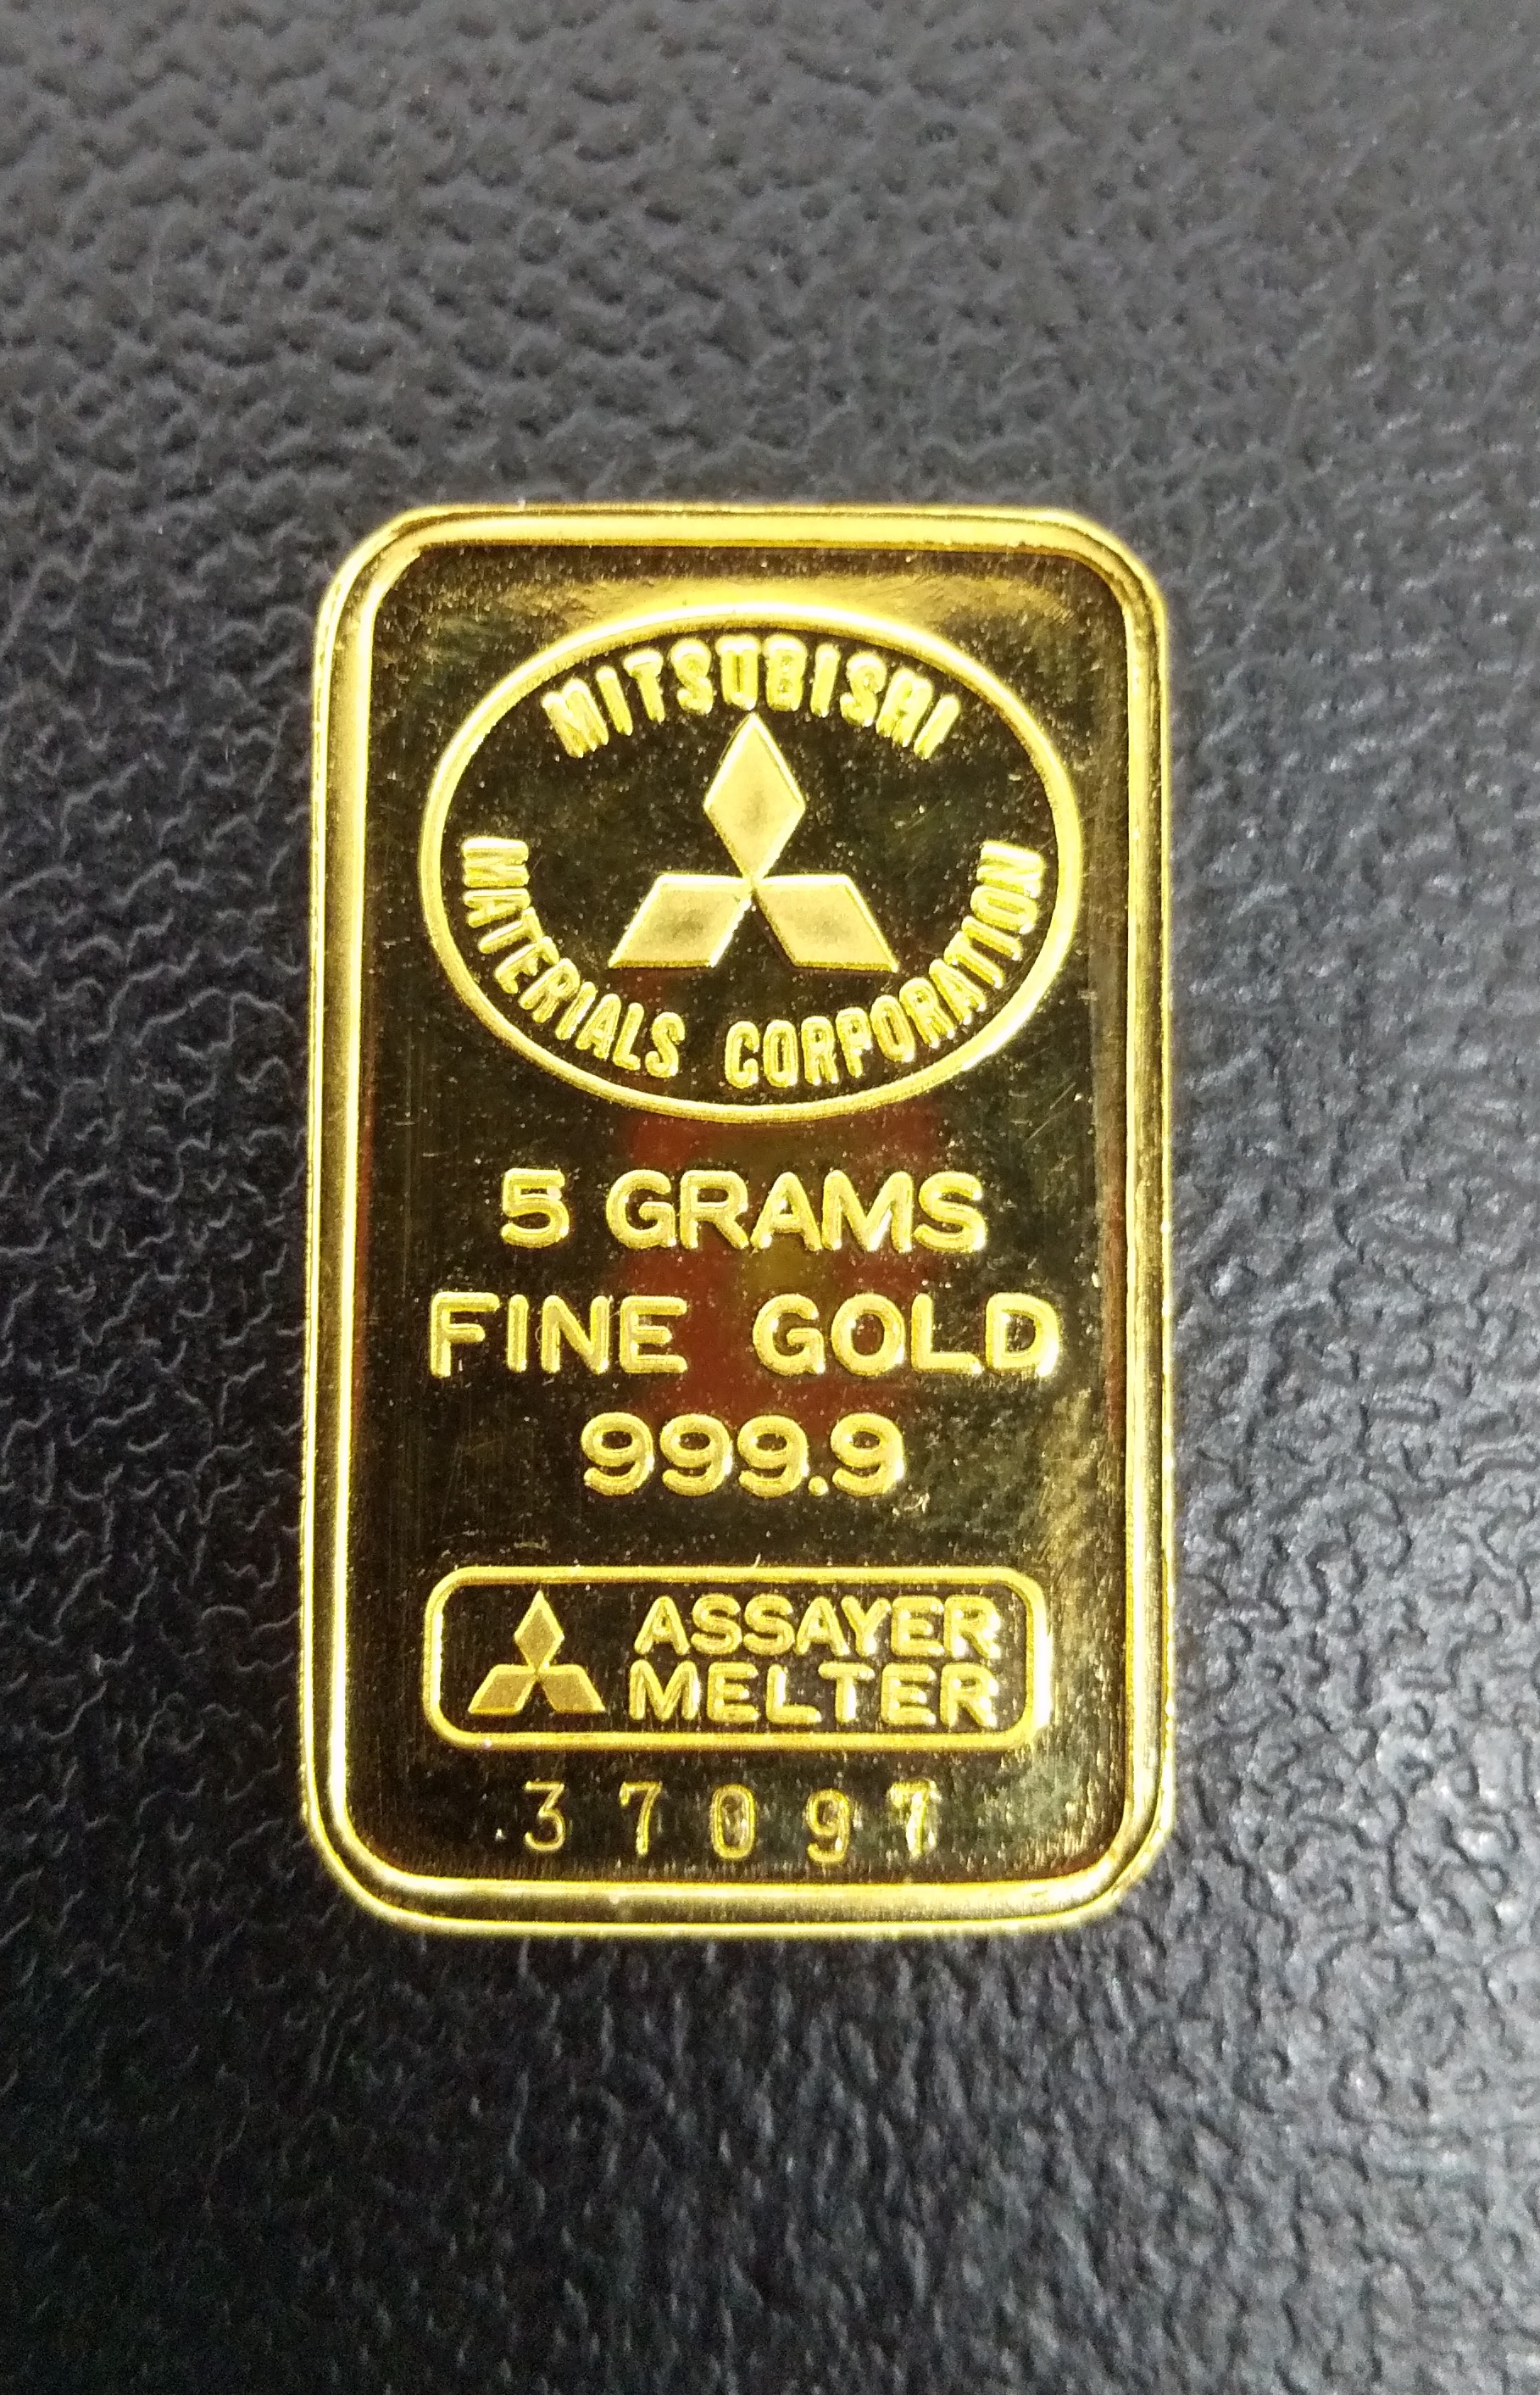 MITSUBISHI
MATERIALS CORPORATION
5 GRAMS
FINE GOLD
999.9
ASSAYER
MELTER
37097